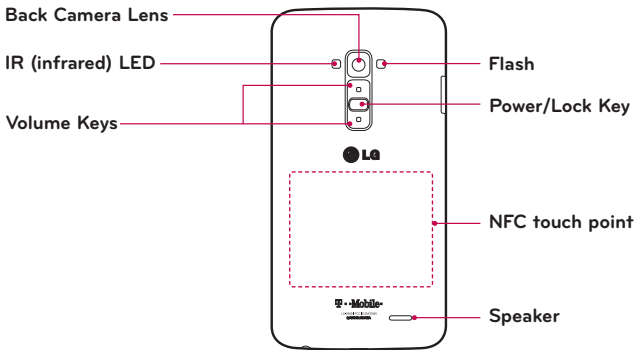 Back Camera Lens
IR (infrared) LED
Flash
Volume Keys
Power/Lock Key
LG
NFC touch point
T··Mobile·
Speaker